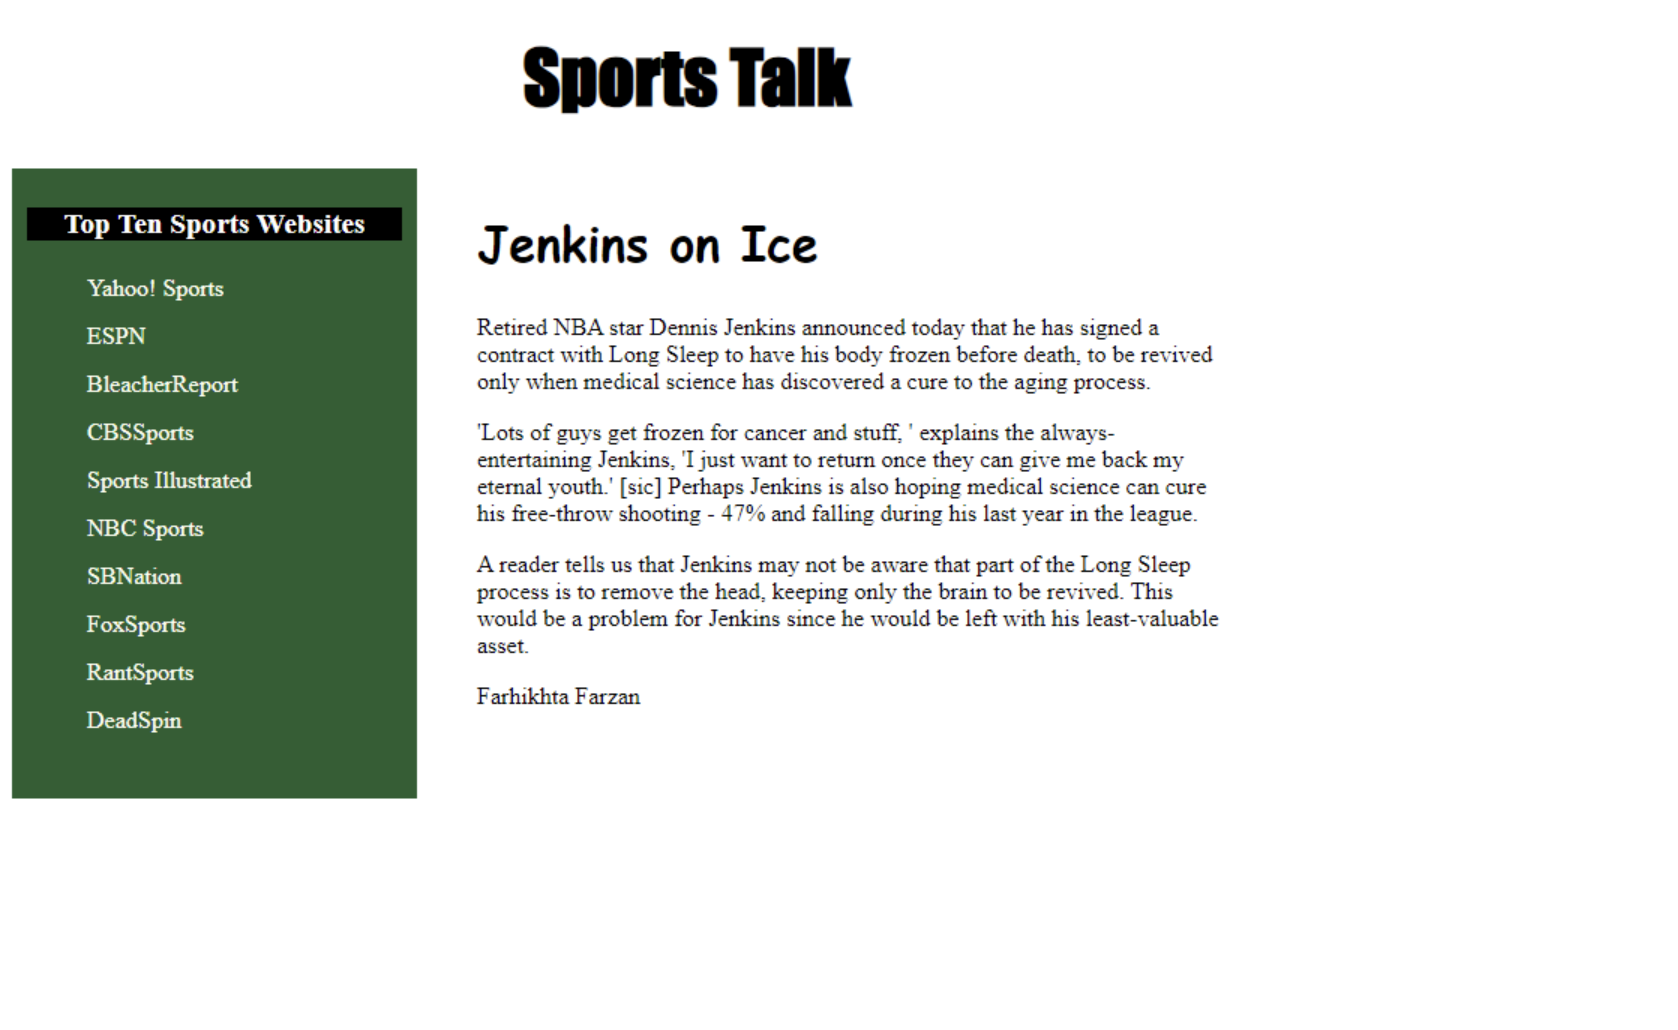 Sports Talk
Top Ten Sports Websites
Yahoo! Sports
ESPN
BleacherReport
CBSSports
Sports Illustrated
NBC Sports
SBNation
FoxSports
RantSports
DeadSpin
Jenkins on Ice
Retired NBA star Dennis Jenkins announced today that he has signed a
contract with Long Sleep to have his body frozen before death, to be revived
only when medical science has discovered a cure to the aging process.
'Lots of guys get frozen for cancer and stuff, ' explains the always-
entertaining Jenkins, 'I just want to return once they can give me back my
eternal youth.' [sic] Perhaps Jenkins is also hoping medical science can cure
his free-throw shooting - 47% and falling during his last year in the league.
A reader tells us that Jenkins may not be aware that part of the Long Sleep
process is to remove the head, keeping only the brain to be revived. This
would be a problem for Jenkins since he would be left with his least-valuable
asset.
Farhikhta Farzan